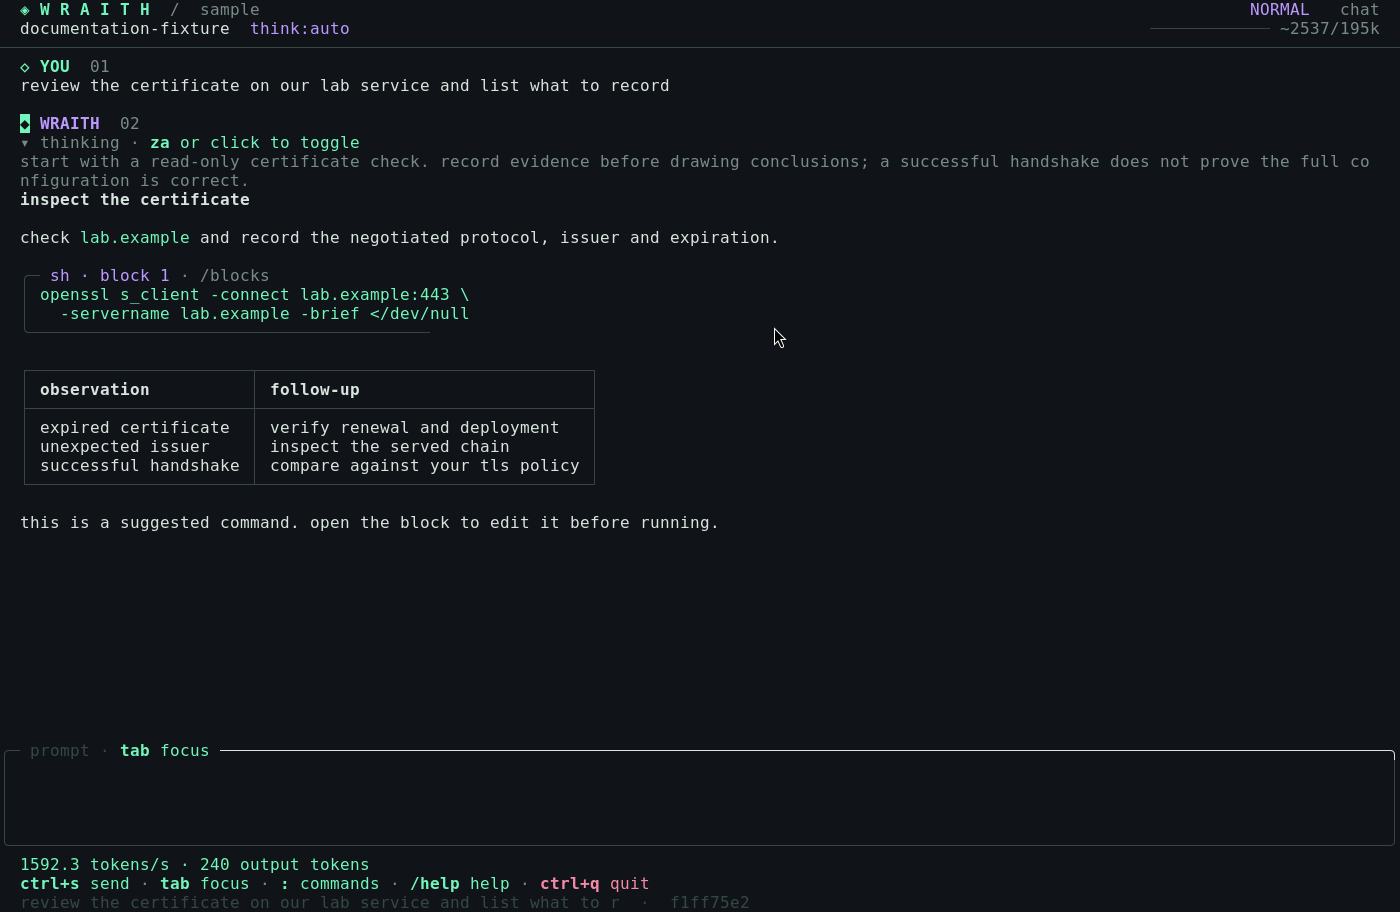 ◈ W R A I T H / sample NORMAL chat
documentation-fixture think:auto ~2537/195k
◇ YOU 01
review the certificate on our lab service and list what to record
◆ WRAITH 02
▾ thinking · za or click to toggle
start with a read-only certificate check. record evidence before drawing conclusions; a successful handshake does not prove the full co
nfiguration is correct.
inspect the certificate
check lab.example and record the negotiated protocol, issuer and expiration.
sh · block 1 · /blocks
openssl s_client -connect lab.example:443 \
-servername lab.example -brief </dev/null
observation follow-up
expired certificate verify renewal and deployment
unexpected issuer inspect the served chain
successful handshake compare against your tls policy
this is a suggested command. open the block to edit it before running.
prompt · tab focus
1592.3 tokens/s · 240 output tokens
ctrl+s send · tab focus · : commands · /help help · ctrl+q quit
review the certificate on our lab service and list what to r · f1ff75e2